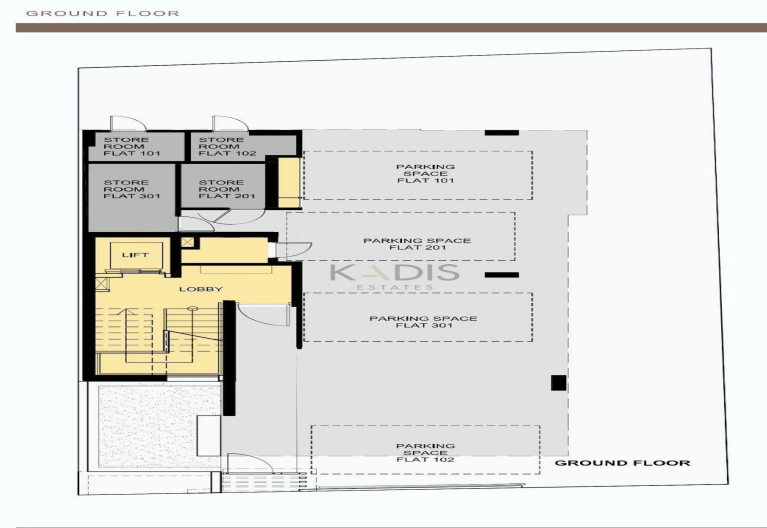 GROUND FLOOR
STORE
ROOM
FLAT 101
STORE
ROOM
FLAT 102
PARKING
SPACE
FLAT 101
STORE
ROOM
FLAT 301
STORE
ROOM
FLAT 201
PARKING SPACE
FLAT 201
LIFT
KADIS
ESTATES
LOBBY
PARKING SPACE
FLAT 301
PARKING
SPACE
FLAT 102
GROUND FLOOR